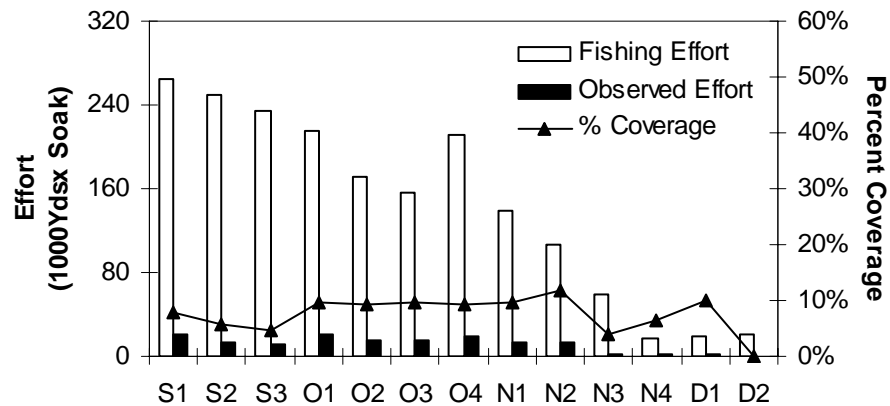 320
240
160
80
0
Effort
(1000Ydsx Soak)
Fishing Effort
Observed Effort
% Coverage
60%
50%
40%
30%
20%
10%
0%
Percent Coverage
S1 S2 S3 O1 O2 O3 O4 N1 N2 N3 N4 D1 D2